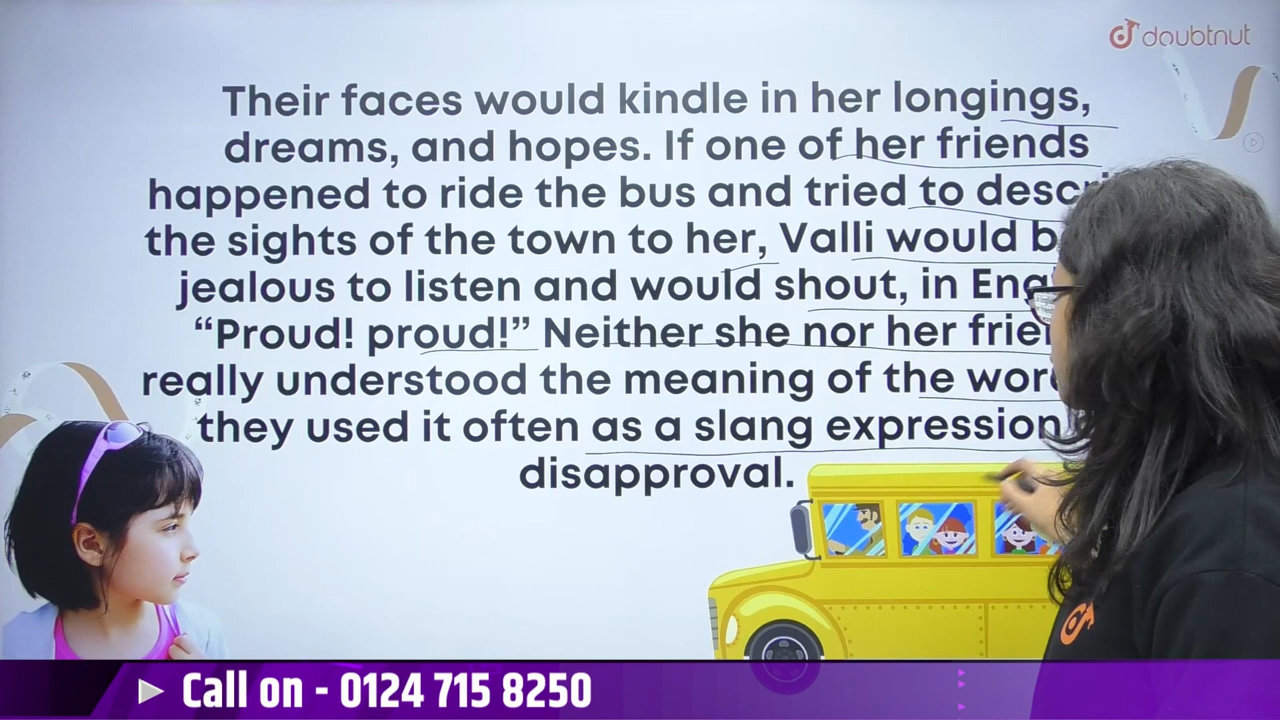 doubtnut
Their faces would kindle in her longings,
dreams, and hopes. If one of her friends
happened to ride the bus and tried to
the sights of the town to her, Valli would
jealous to listen and would shout, in
"Proud! proud!” Neither she nor her
really understood the meaning of the
they used it often as a slang expression
disapproval.
Call on - 0124 715 8250